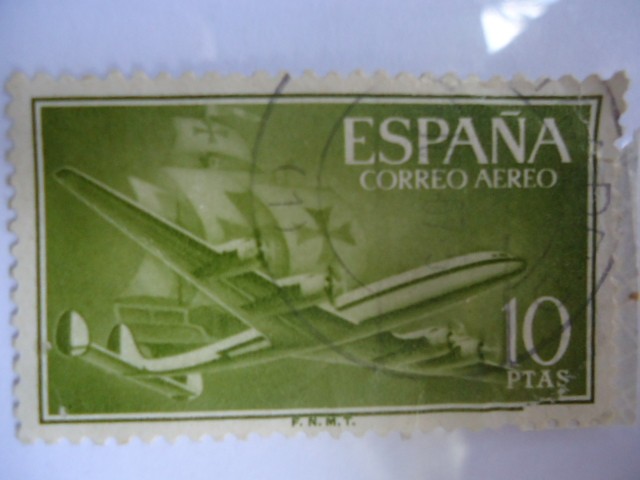 ESPAÑA
CORREO AEREO
10
PTAS
F.N.M.T.